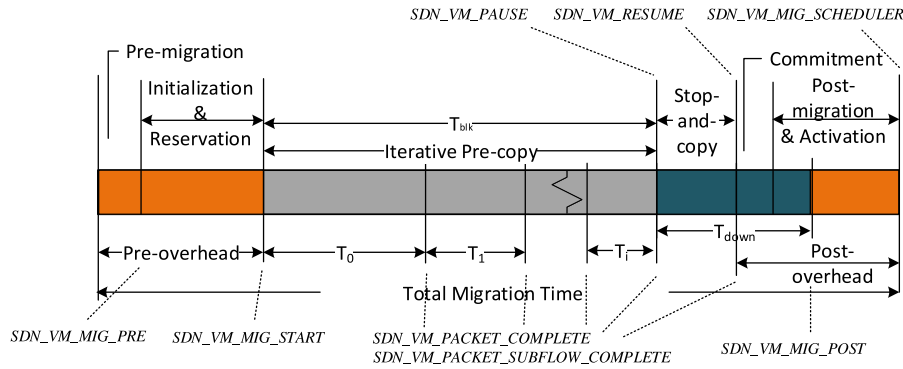 SDN_VM_PAUSE
SDN_VM_RESUME
SDN_VM_MIG_SCHEDULER
Pre-migration
Commitment
Initialization
&
Reservation
Stop-
and-
copy
Post-
migration
& Activation
Tblk
Iterative Pre-copy
Tdown
Pre-overhead
T0
T1
Ti
Post-
overhead
Total Migration Time
SDN_VM_MIG_PRE
SDN_VM_MIG_START
SDN_VM_PACKET_COMPLETE
SDN_VM_PACKET_SUBFLOW_COMPLETE
SDN_VM_MIG_POST